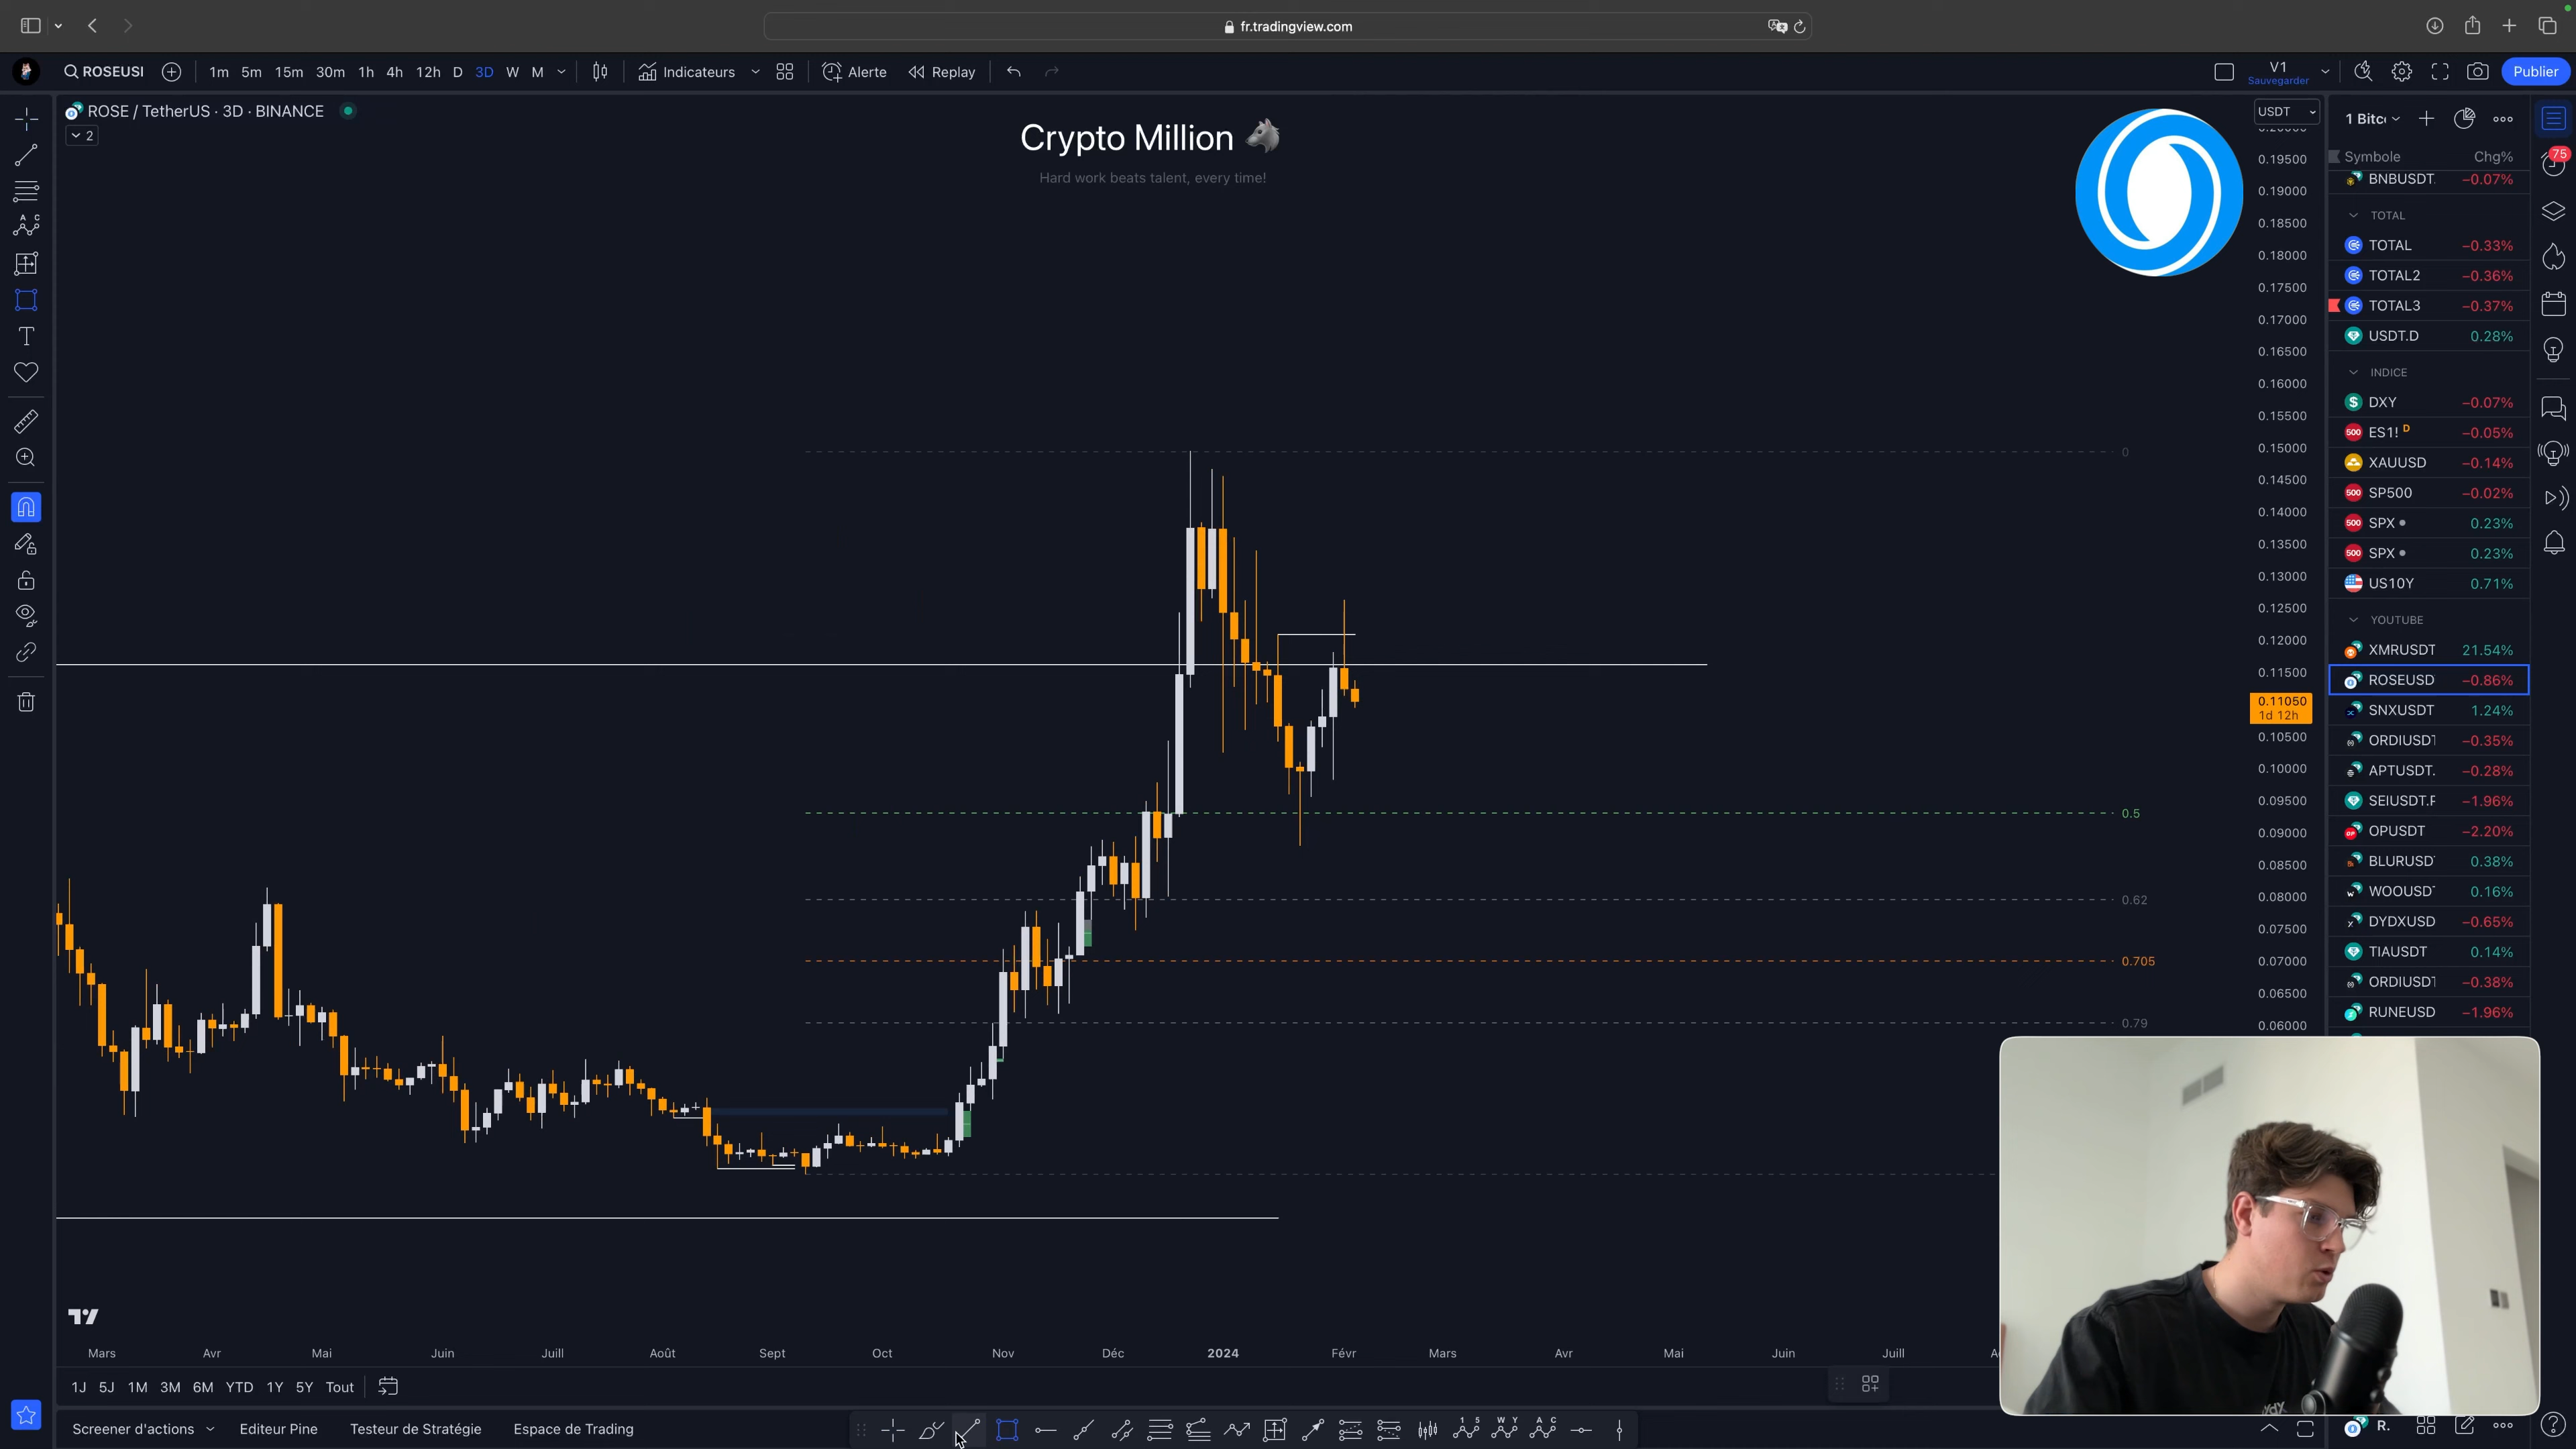 fr.tradingview.com
ROSEUSI
1m 5m 15m 30m 1h 4h 12h D 3D W M
Indicateurs
Alerte
Replay
V1
Sauvegarder
Publier
ROSE / TetherUS · 3D · BINANCE
2
Crypto Million
Hard work beats talent, every time!
USDT
0.19500
0.19000
0.18500
0.18000
0.17500
0.17000
0.16500
0.16000
0.15500
0.15000
0.14500
0.14000
0.13500
0.13000
0.12500
0.12000
0.11500
0.11050
1d 12h
0.10500
0.10000
0.09500
0.09000
0.08500
0.08000
0.07500
0.07000
0.06500
0.06000
0
0.5
0.62
0.705
0.79
75
Symbole Chg%
BNBUSDT. −0.07%
TOTAL
TOTAL −0.33%
TOTAL2 −0.36%
TOTAL3 −0.37%
USDT.D 0.28%
INDICE
DXY −0.07%
ES1! D −0.05%
XAUUSD −0.14%
SP500 −0.02%
SPX 0.23%
SPX 0.23%
US10Y 0.71%
YOUTUBE
XMRUSDT 21.54%
ROSEUSD −0.86%
SNXUSDT 1.24%
ORDIUSDT −0.35%
APTUSDT. −0.28%
SEIUSDT.P −1.96%
OPUSDT −2.20%
BLURUSD 0.38%
WOOUSD 0.16%
DYDXUSD −0.65%
TIAUSDT 0.14%
ORDIUSDT −0.38%
RUNEUSD −1.96%
Mars Avr Mai Juin Juill Août Sept Oct Nov Déc 2024 Févr Mars Avr Mai Juin Juill
1J 5J 1M 3M 6M YTD 1Y 5Y Tout
Screener d'actions
Editeur Pine
Testeur de Stratégie
Espace de Trading
R.